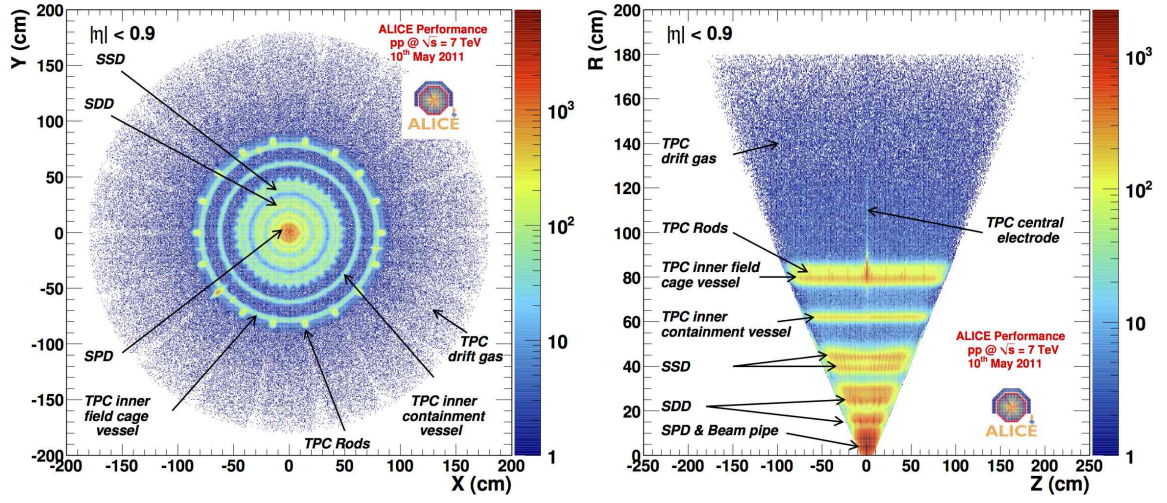 Y (cm)
200
150
100
50
0
-50
-100
-150
-200
|η| < 0.9
SSD
SDD
SPD
TPC inner
field cage
vessel
TPC Rods
TPC inner
containment
vessel
TPC
drift gas
ALICE Performance
pp @ √s = 7 TeV
10th May 2011
ALICE
-200 -150 -100 -50 0 50 100 150 200
X (cm)
10³
10²
10
1
R (cm)
200
180
160
140
120
100
80
60
40
20
0
|η| < 0.9
TPC
drift gas
TPC central
electrode
TPC Rods
TPC inner field
cage vessel
TPC inner
containment vessel
SSD
SDD
SPD & Beam pipe
ALICE Performance
pp @ √s = 7 TeV
10th May 2011
ALICE
-250 -200 -150 -100 -50 0 50 100 150 200 250
Z (cm)
10³
10²
10
1